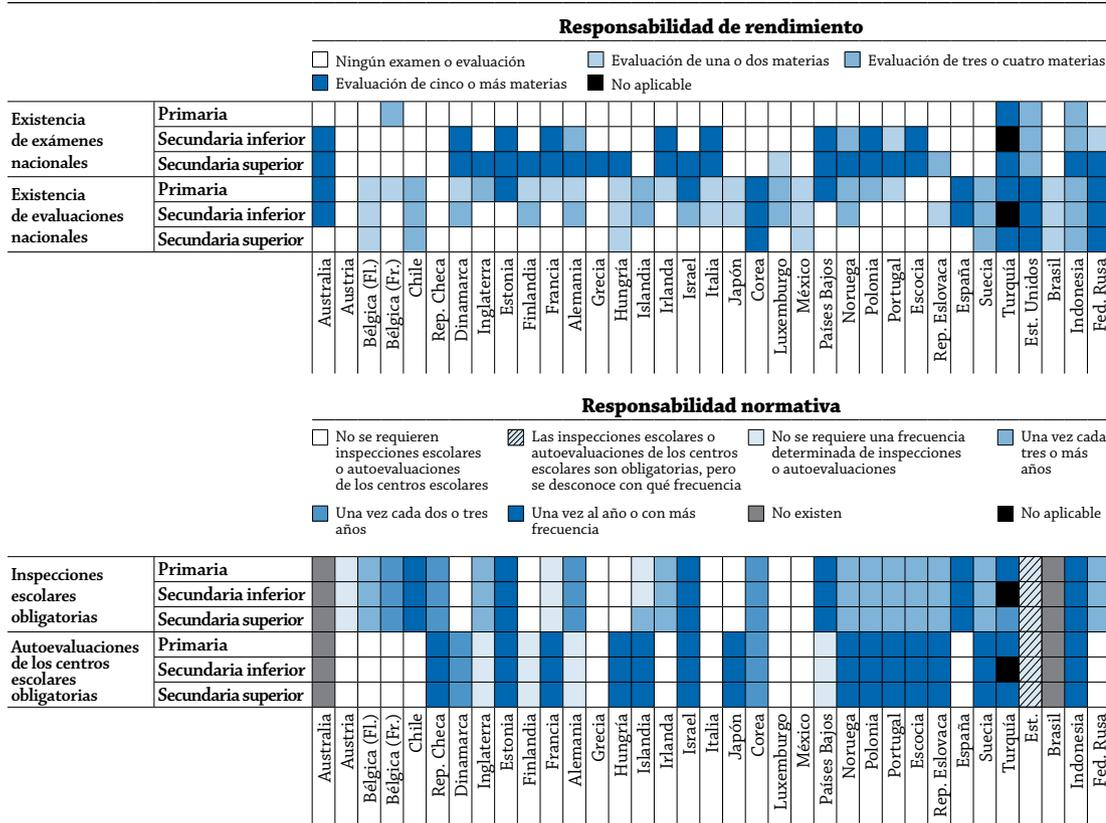 Responsabilidad de rendimiento
Ningún examen o evaluación
Evaluación de una o dos materias
Evaluación de tres o cuatro materias
Evaluación de cinco o más materias
No aplicable
Existencia
de exámenes
nacionales
Primaria
Secundaria inferior
Secundaria superior
Existencia
de evaluaciones
nacionales
Primaria
Secundaria inferior
Secundaria superior
Australia
Austria
Bélgica (Fl.)
Bélgica (Fr.)
Chile
Rep. Checa
Dinamarca
Inglaterra
Estonia
Finlandia
Francia
Alemania
Grecia
Hungría
Islandia
Irlanda
Israel
Italia
Japón
Corea
Luxemburgo
México
Países Bajos
Noruega
Polonia
Portugal
Escocia
Rep. Eslovaca
España
Suecia
Turquía
Est. Unidos
Brasil
Indonesia
Fed. Rusa
Responsabilidad normativa
No se requieren
inspecciones escolares
o autoevaluaciones
de los centros escolares
Las inspecciones escolares o
autoevaluaciones de los centros
escolares son obligatorias, pero
se desconoce con qué frecuencia
No se requiere una frecuencia
determinada de inspecciones
o autoevaluaciones
Una vez cada
tres o más
años
Una vez cada dos o tres
años
Una vez al año o con más
frecuencia
No existen
No aplicable
Inspecciones
escolares
obligatorias
Primaria
Secundaria inferior
Secundaria superior
Autoevaluaciones
de los centros
escolares
obligatorias
Primaria
Secundaria inferior
Secundaria superior
Australia
Austria
Bélgica (Fl.)
Bélgica (Fr.)
Chile
Rep. Checa
Dinamarca
Inglaterra
Estonia
Finlandia
Francia
Alemania
Grecia
Hungría
Islandia
Irlanda
Israel
Italia
Japón
Corea
Luxemburgo
México
Países Bajos
Noruega
Polonia
Portugal
Escocia
Rep. Eslovaca
España
Suecia
Turquía
Est.
Brasil
Indonesia
Fed. Rusa